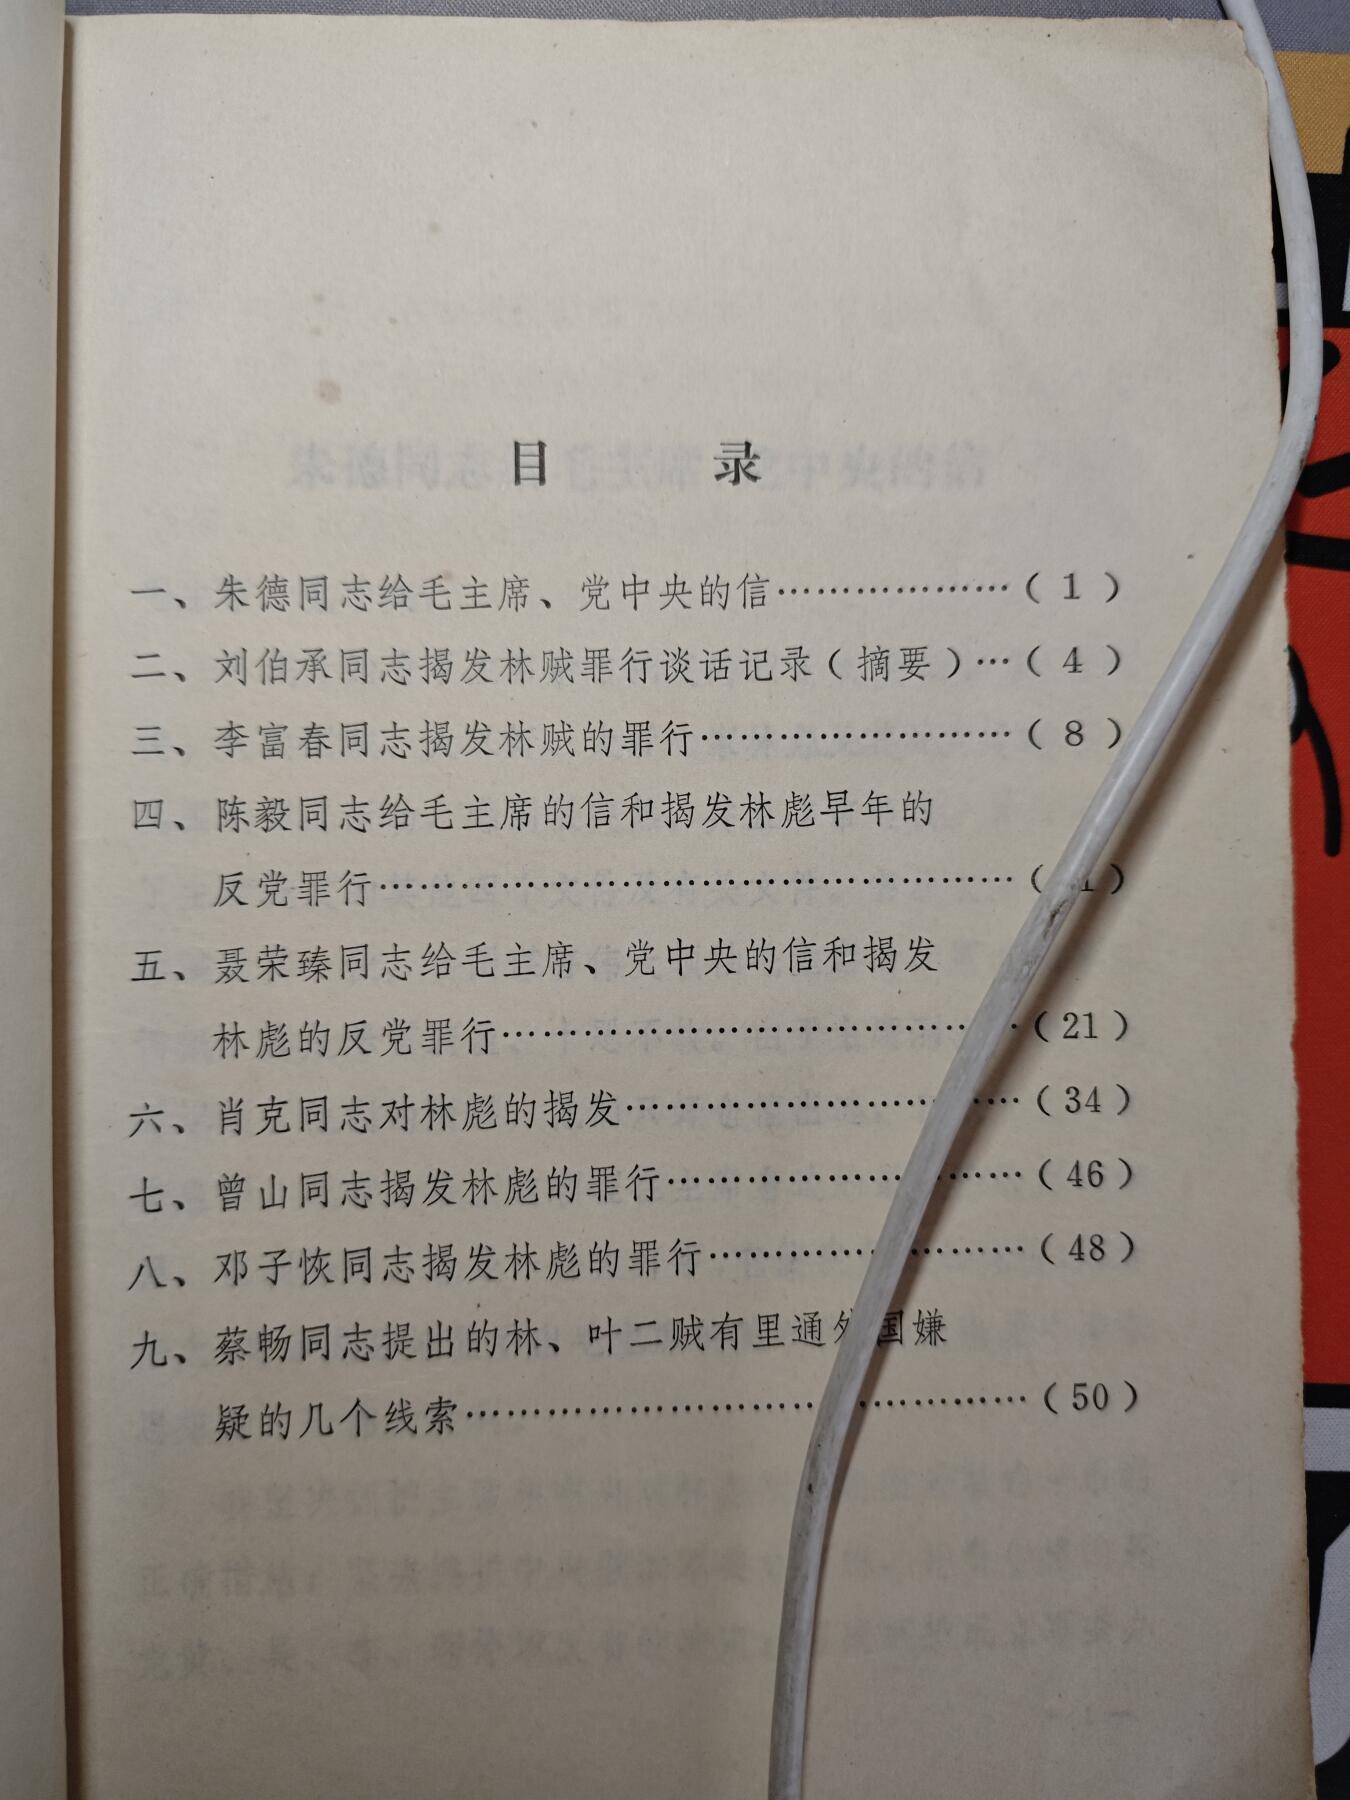 目 录
一、朱德同志给毛主席、党中央的信………………( 1 )
二、刘伯承同志揭发林贼罪行谈话记录(摘要)…( 4 )
三、李富春同志揭发林贼的罪行……………………( 8 )
四、陈毅同志给毛主席的信和揭发林彪早年的
反党罪行……………………………………………
五、聂荣臻同志给毛主席、党中央的信和揭发
林彪的反党罪行……………………………………(21)
六、肖克同志对林彪的揭发…………………………(34)
七、曾山同志揭发林彪的罪行………………………(46)
八、邓子恢同志揭发林彪的罪行……………………(48)
九、蔡畅同志提出的林、叶二贼有里通外国嫌
疑的几个线索………………………………………(50)